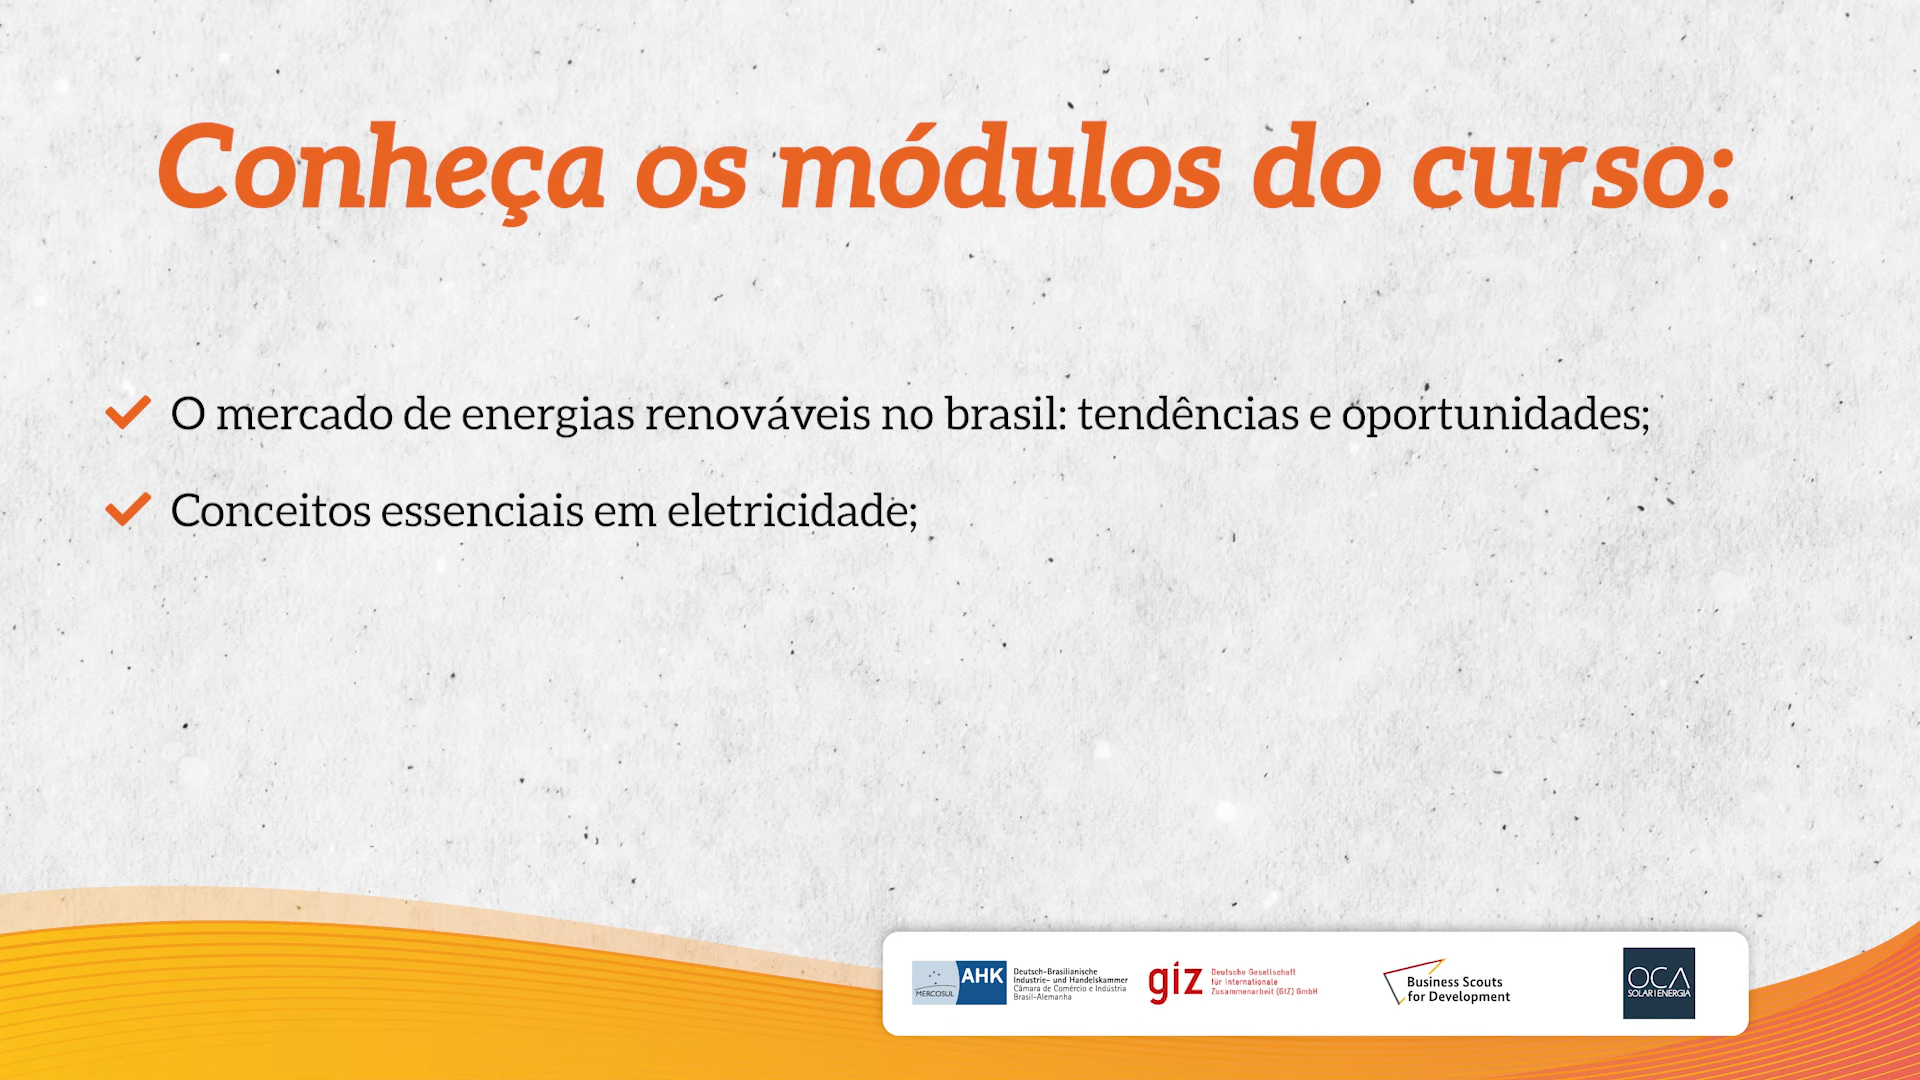 Conheça os módulos do curso:
O mercado de energias renováveis no brasil: tendências e oportunidades;
Conceitos essenciais em eletricidade;
MERCOSUL
AHK
Deutsch-Brasilianische
Industrie- und Handelskammer
Câmara de Comércio e Indústria
Brasil-Alemanha
giz
Deutsche Gesellschaft
für Internationale
Zusammenarbeit (GIZ) GmbH
Business Scouts
for Development
OCA
SOLAR ENERGIA